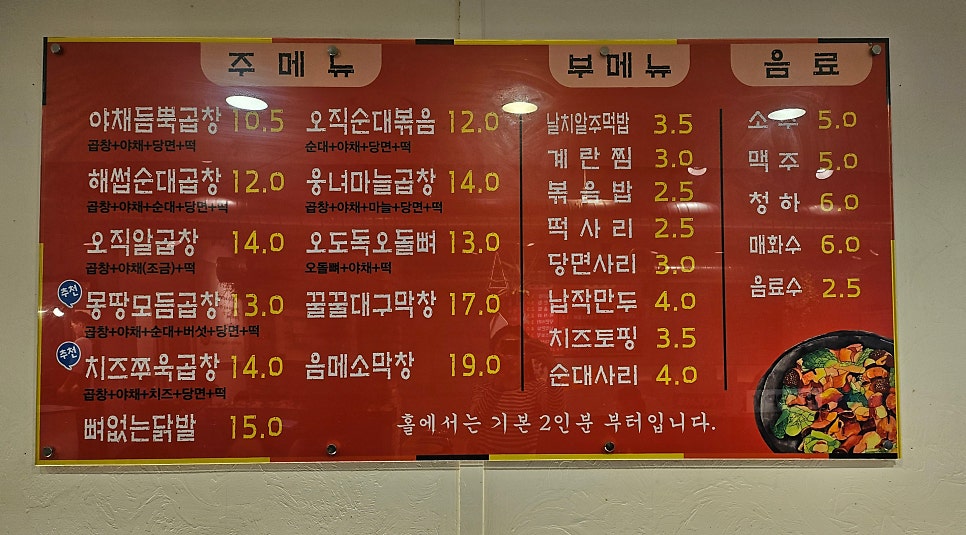 주메뉴
야채듬뿍곱창 10.5
곱창+야채+당면+떡
해썹순대곱창 12.0
곱창+야채+순대+당면+떡
오직알곱창 14.0
곱창+야채(조금)+떡
추천
몽땅모듬곱창 13.0
곱창+야채+순대+버섯+당면+떡
추천
치즈쭈욱곱창 14.0
곱창+야채+치즈+당면+떡
뼈없는닭발 15.0
오직순대볶음 12.0
순대+야채+당면+떡
웅녀마늘곱창 14.0
곱창+야채+마늘+당면+떡
오도독오돌뼈 13.0
오돌뼈+야채+떡
꿀꿀대구막창 17.0
음메소막창 19.0
부메뉴
날치알주먹밥 3.5
계란찜 3.0
볶음밥 2.5
떡사리 2.5
당면사리 3.0
납작만두 4.0
치즈토핑 3.5
순대사리 4.0
음료
소주 5.0
맥주 5.0
청하 6.0
매화수 6.0
음료수 2.5
홀에서는 기본 2인분 부터입니다.